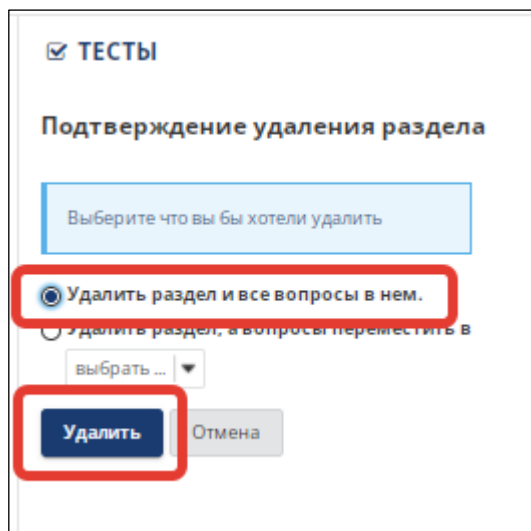 ТЕСТЫ
Подтверждение удаления раздела
Выберите что вы бы хотели удалить
Удалить раздел и все вопросы в нем.
Удалить раздел, а вопросы переместить в
выбрать ...
Удалить Отмена